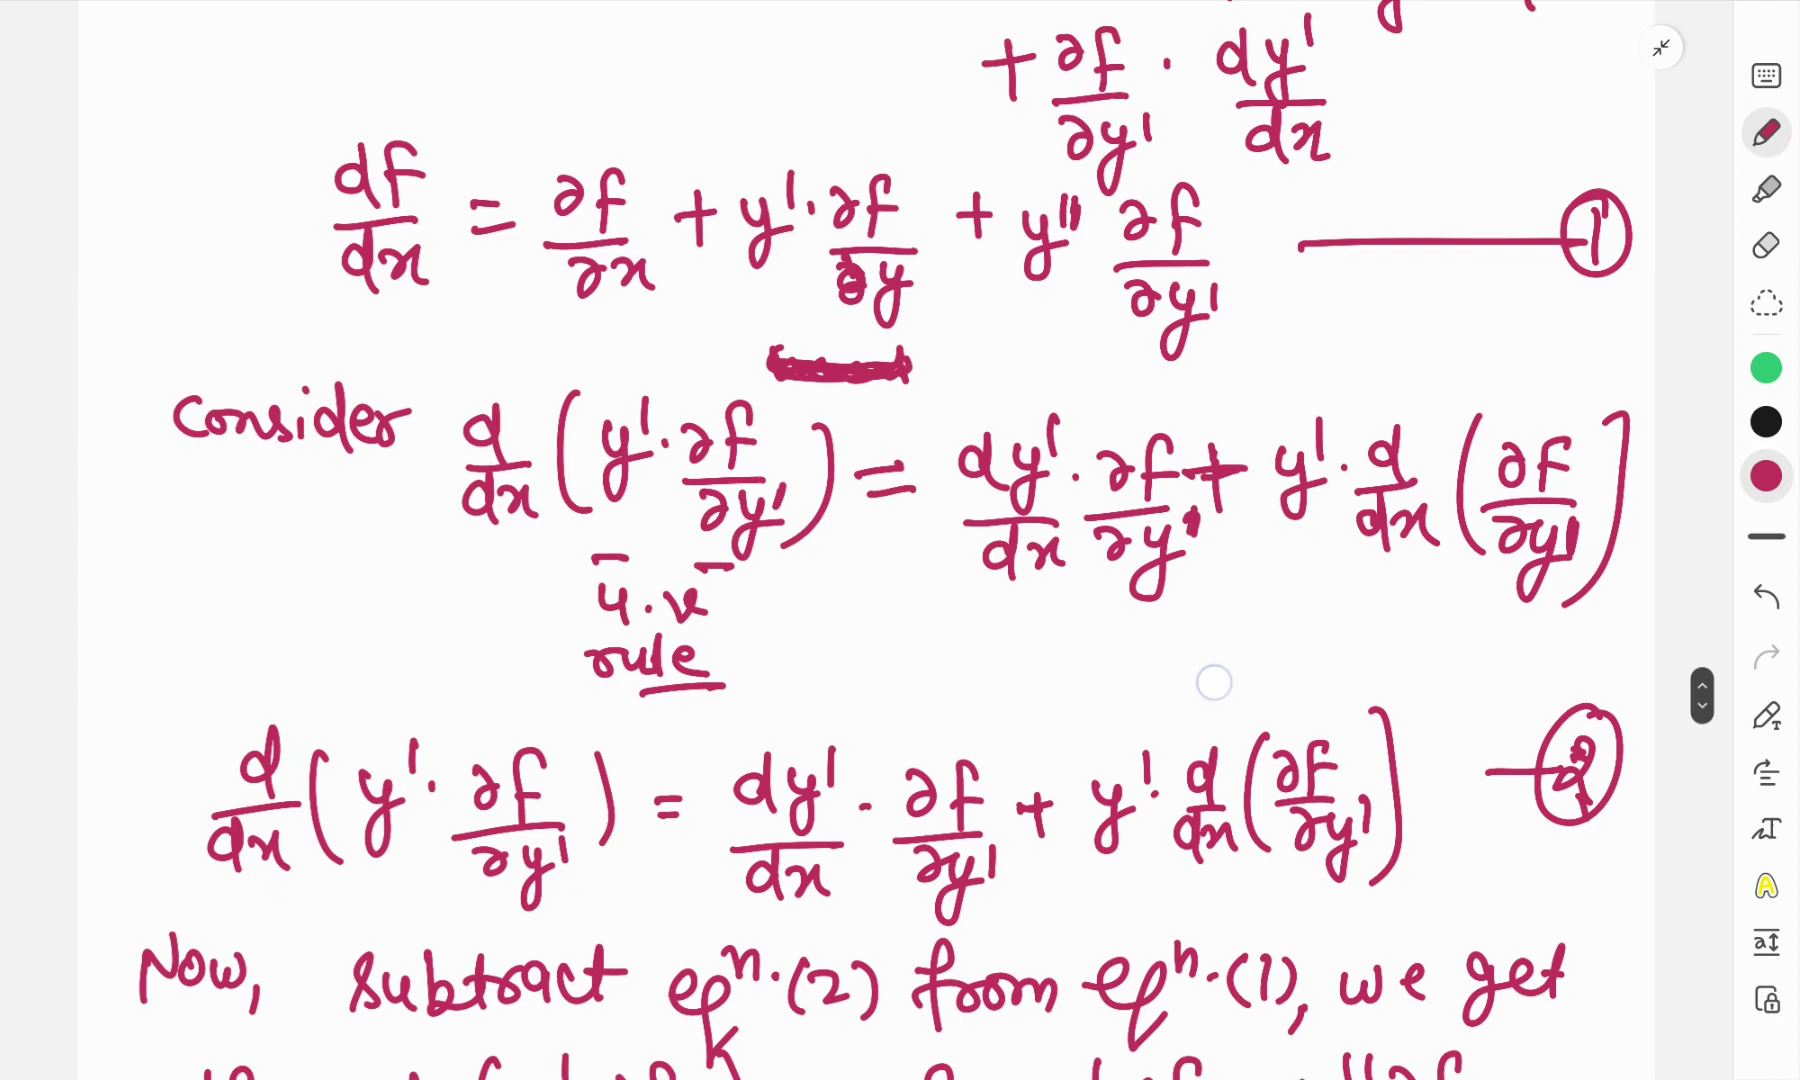 + ∂f/∂y' · dy'/dx
df/dx = ∂f/∂x + y' · ∂f/∂y + y'' ∂f/∂y' ——— ①
Consider d/dx (y' · ∂f/∂y') = dy'/dx · ∂f/∂y' + y' · d/dx (∂f/∂y')
u · v
rule
d/dx (y' · ∂f/∂y') = dy'/dx · ∂f/∂y' + y' · d/dx (∂f/∂y') — ②
Now, subtract eqⁿ·(2) from eqⁿ·(1), we get